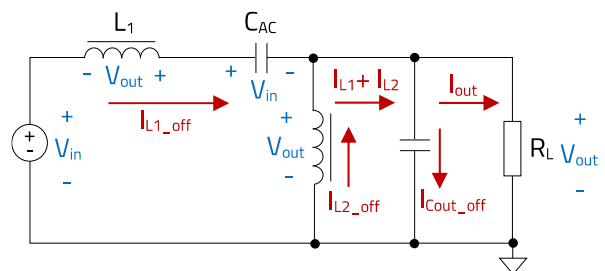 L1 CAC
- Vout +
+ Vin -
IL1_off
IL1+ IL2
Iout
+
-
+
Vin
-
Vout
-
IL2_off
ICout_off
RL
+
Vout
-